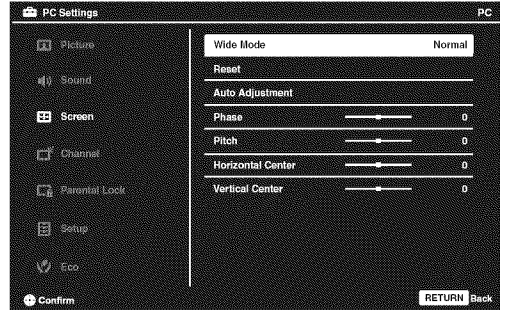 PC Settings PC
Picture
Sound
Screen
Channel
Parental Lock
Setup
Eco
Wide Mode Normal
Reset
Auto Adjustment
Phase 0
Pitch 0
Horizontal Center 0
Vertical Center 0
Confirm RETURN Back